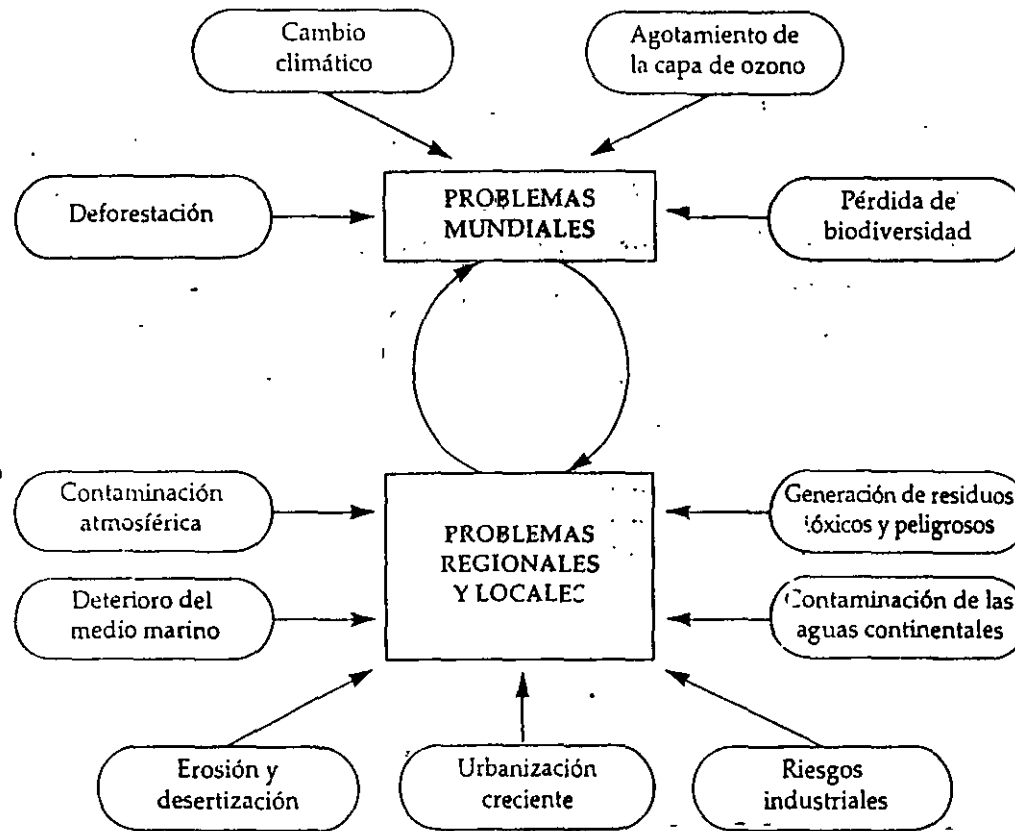 Cambio
climático
Agotamiento de
la capa de ozono
Deforestación
PROBLEMAS
MUNDIALES
Pérdida de
biodiversidad
Contaminación
atmosférica
Generación de residuos
tóxicos y peligrosos
PROBLEMAS
REGIONALES
Y LOCALES
Deterioro del
medio marino
Contaminación de las
aguas continentales
Erosión y
desertización
Urbanización
creciente
Riesgos
industriales